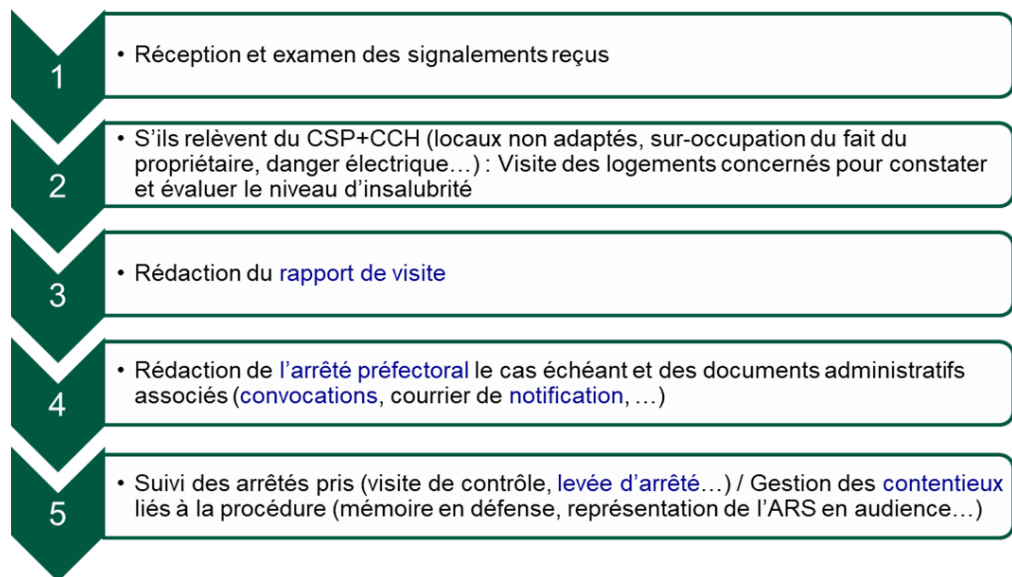 1
• Réception et examen des signalements reçus
2
• S'ils relèvent du CSP+CCH (locaux non adaptés, sur-occupation du fait du
propriétaire, danger électrique…) : Visite des logements concernés pour constater
et évaluer le niveau d'insalubrité
3
• Rédaction du rapport de visite
4
• Rédaction de l'arrêté préfectoral le cas échéant et des documents administratifs
associés (convocations, courrier de notification, …)
5
• Suivi des arrêtés pris (visite de contrôle, levée d'arrêté…) / Gestion des contentieux
liés à la procédure (mémoire en défense, représentation de l'ARS en audience…)